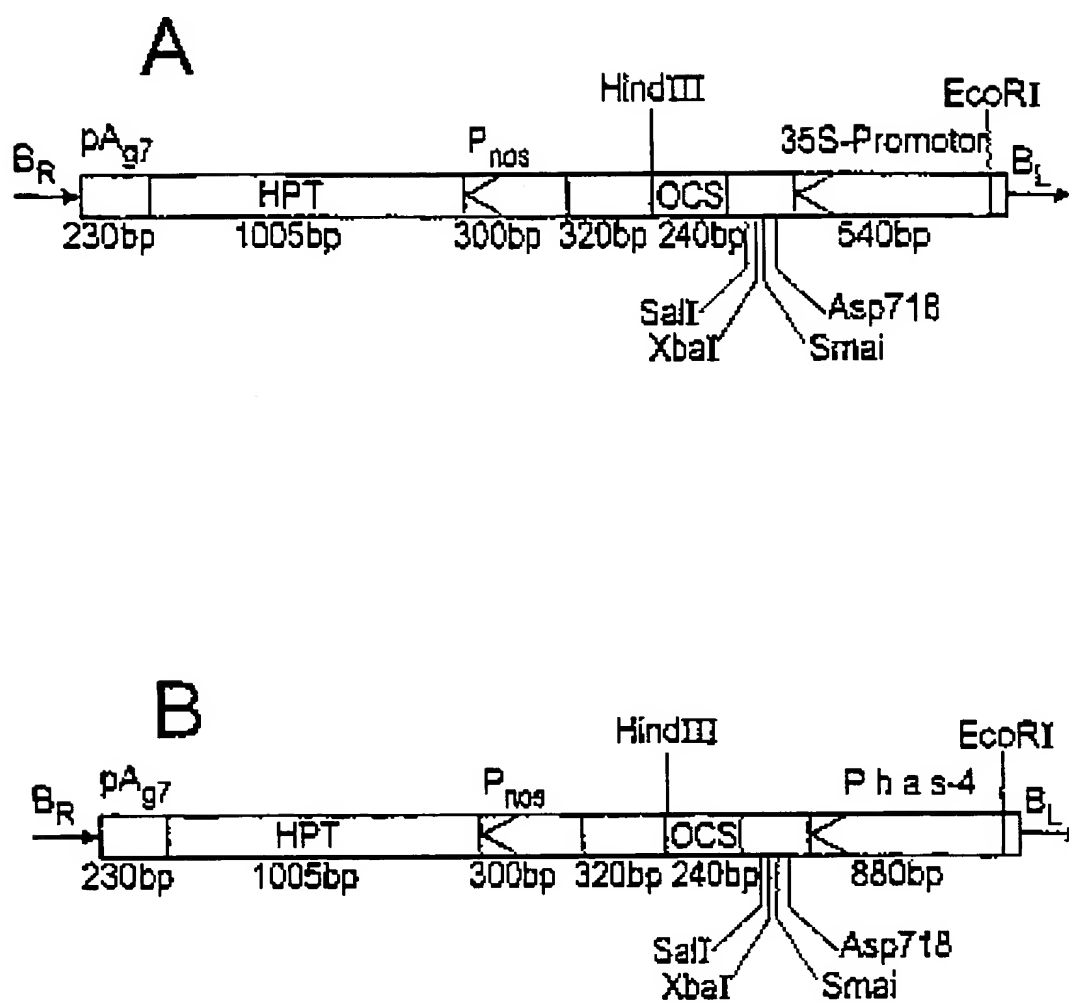 A
HindIII
EcoRI
pAg7
Pnos
35S-Promotor
BR
BL
HPT
OCS
230bp
1005bp
300bp
320bp
240bp
540bp
SalI
Asp718
XbaI
Smai
B
HindIII
EcoRI
pAg7
Pnos
Phas-4
BR
BL
HPT
OCS
230bp
1005bp
300bp
320bp
240bp
880bp
SalI
Asp718
XbaI
Smai